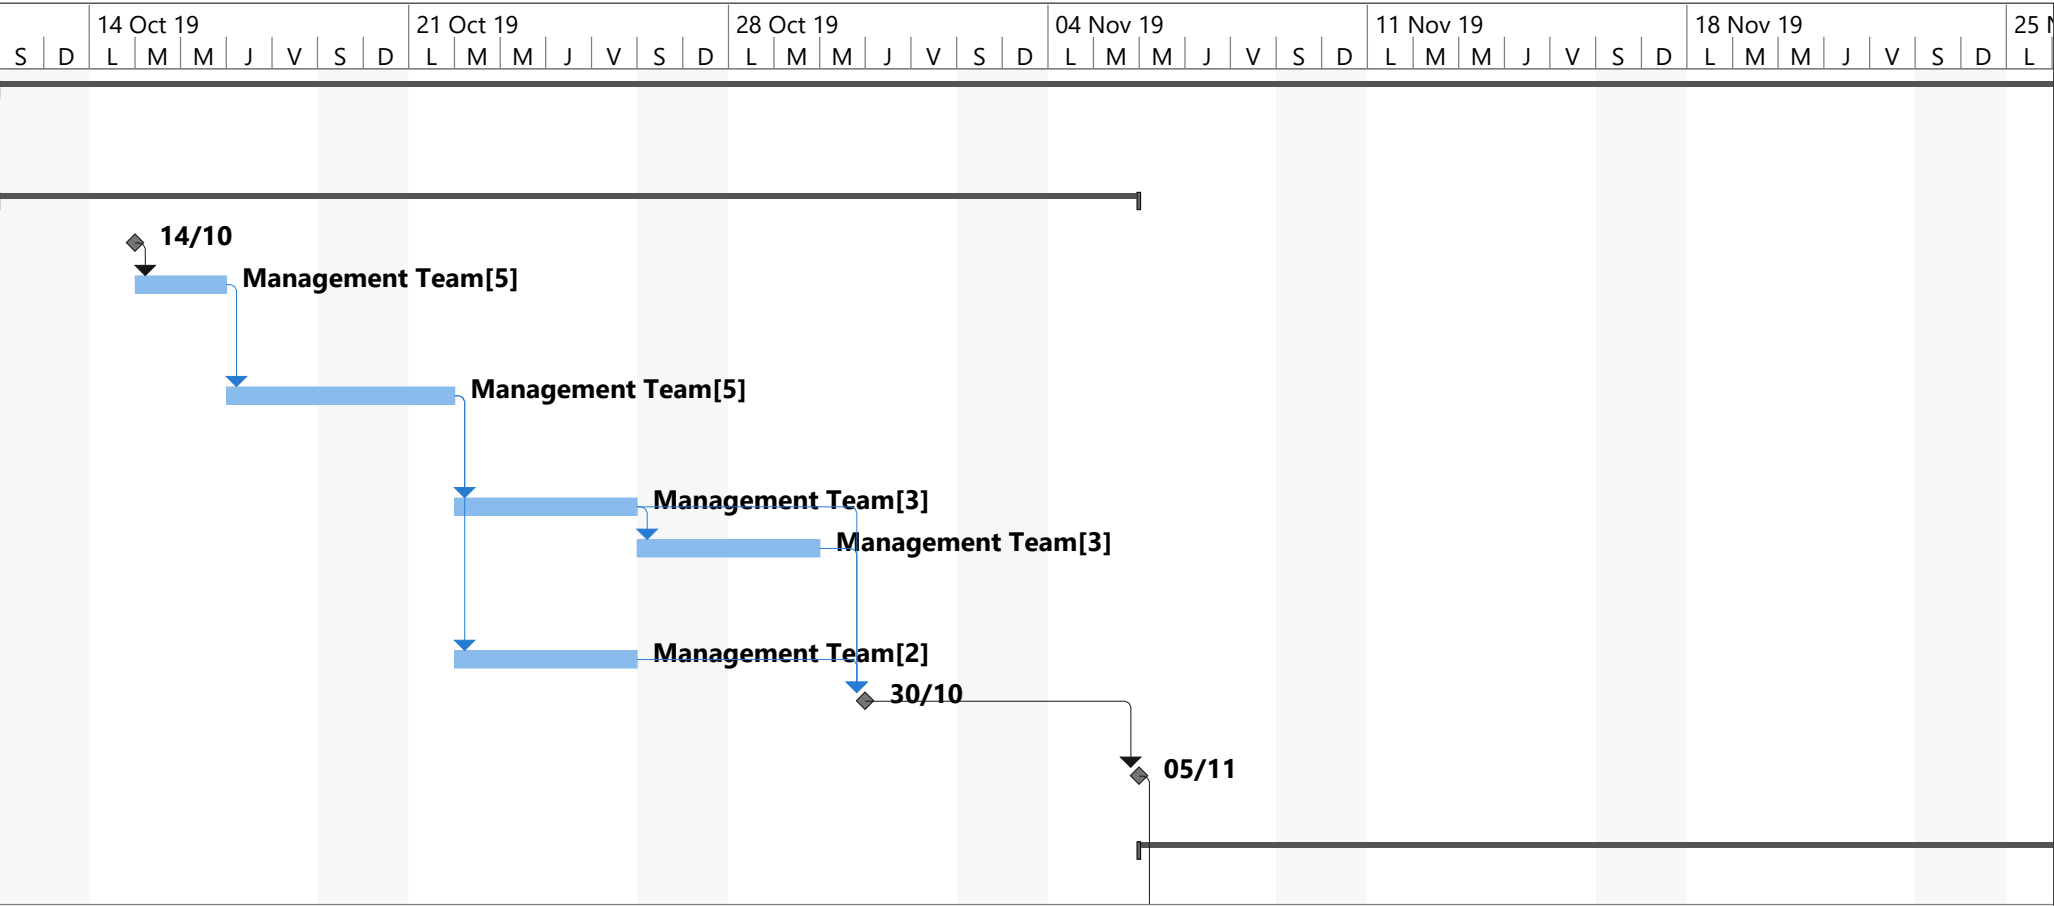 14 Oct 19 21 Oct 19 28 Oct 19 04 Nov 19 11 Nov 19 18 Nov 19 25
S D L M M J V S D L M M J V S D L M M J V S D L M M J V S D L M M J V S D L M M J V S D L
14/10
Management Team[5]
Management Team[5]
Management Team[3]
Management Team[3]
Management Team[2]
30/10
05/11